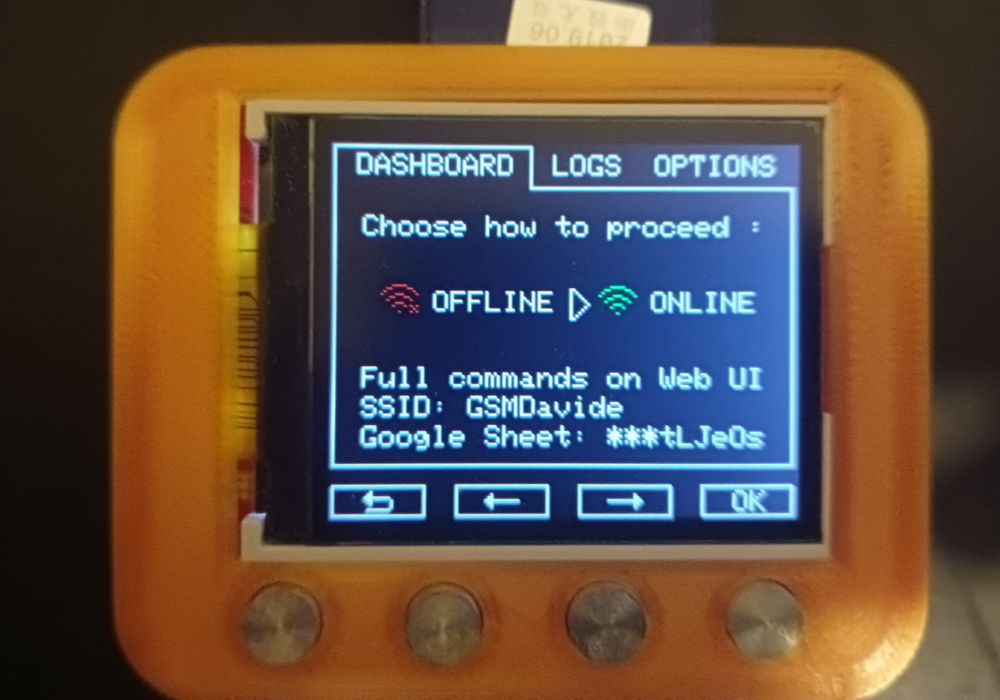 2019.06
DASHBOARD LOGS OPTIONS
Choose how to proceed :
OFFLINE ONLINE
Full commands on Web UI
SSID: GSMDavide
Google Sheet: ***tLJeOs
OK